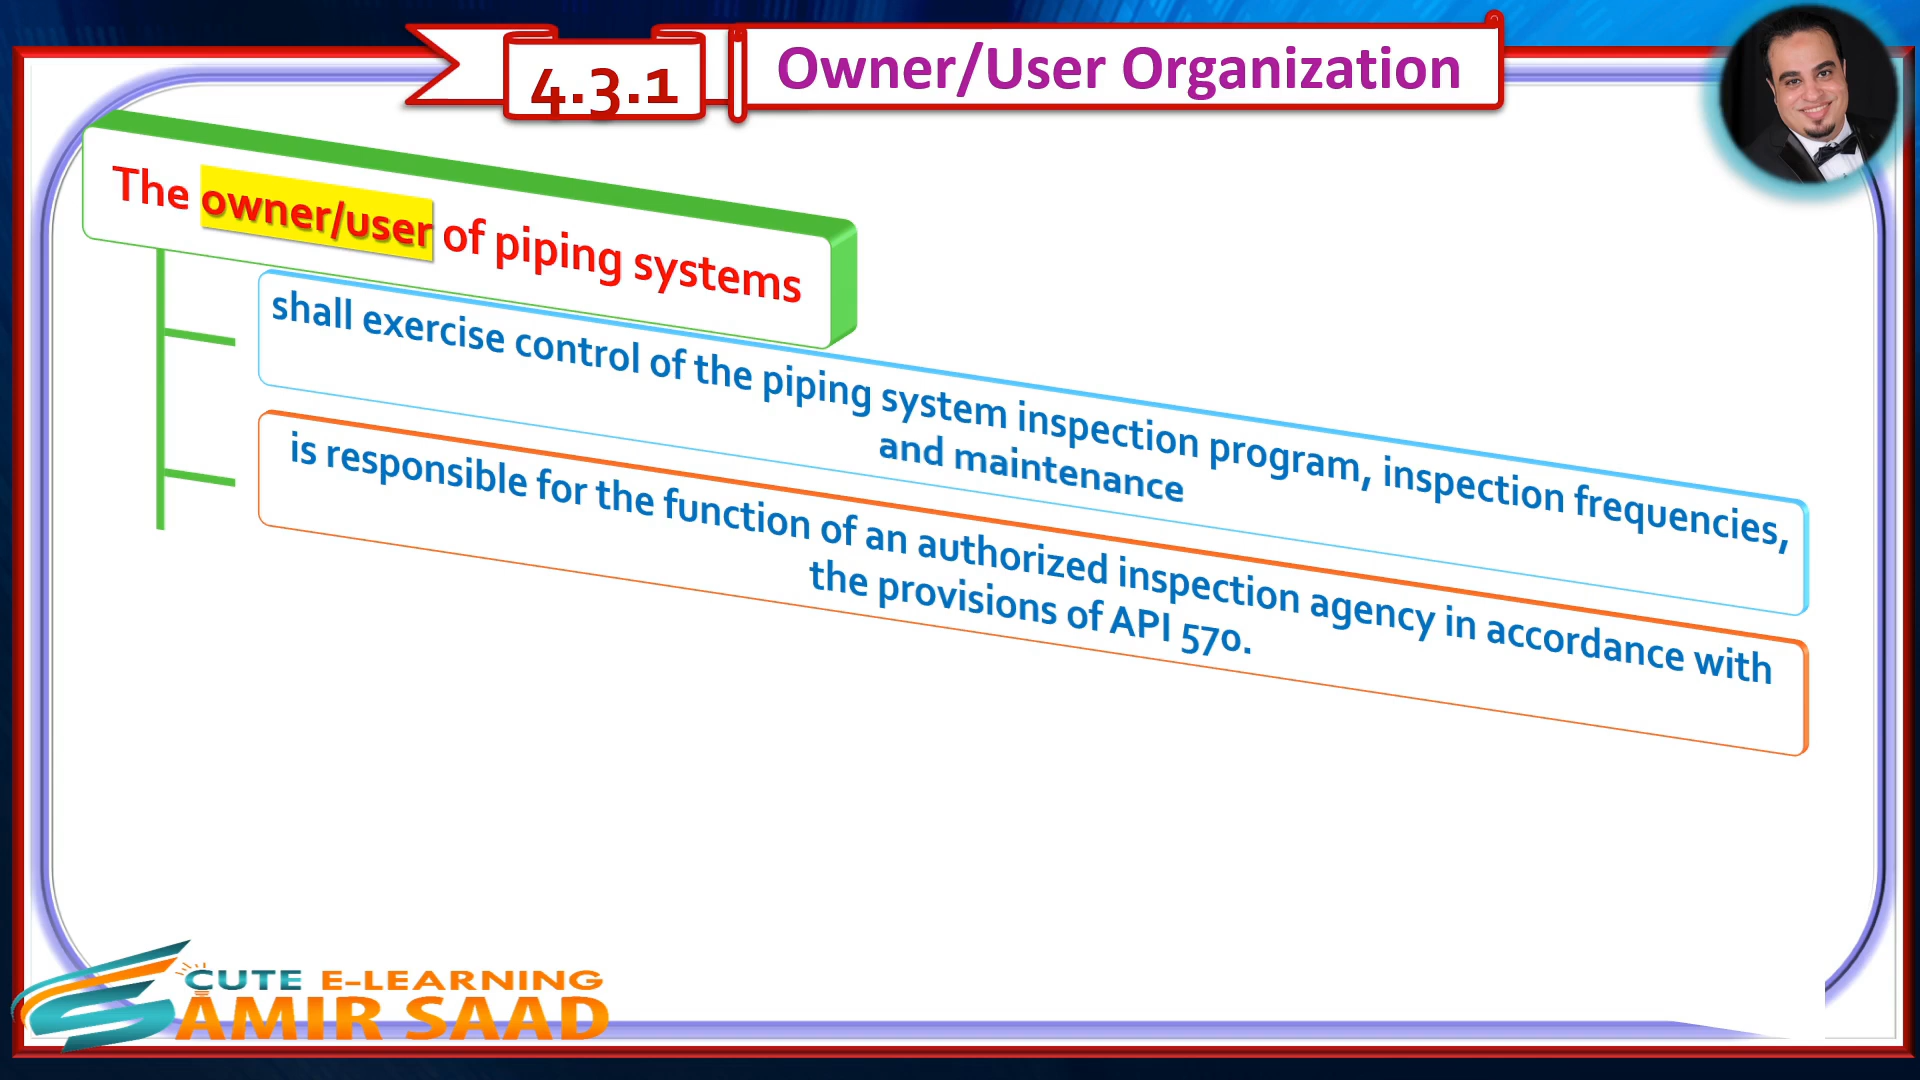 4.3.1
Owner/User Organization
The owner/user of piping systems
shall exercise control of the piping system inspection program, inspection frequencies,
and maintenance
is responsible for the function of an authorized inspection agency in accordance with
the provisions of API 570.
CUTE E-LEARNING
AMIR SAAD